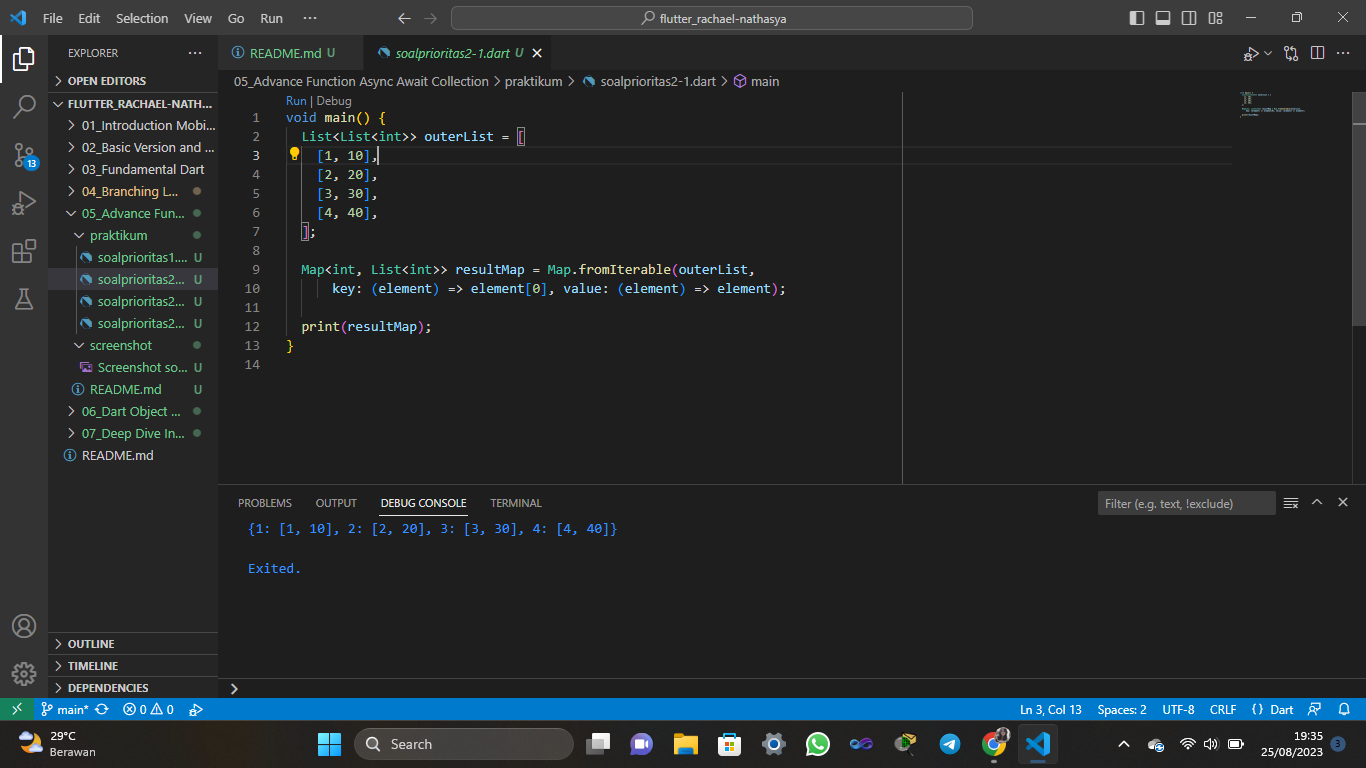 File Edit Selection View Go Run ··· flutter_rachael-nathasya
EXPLORER ···
OPEN EDITORS
FLUTTER_RACHAEL-NATH...
01_Introduction Mobi...
02_Basic Version and ...
03_Fundamental Dart
04_Branching L...
05_Advance Fun...
praktikum
soalprioritas1.... U
soalprioritas2... U
soalprioritas2... U
soalprioritas2... U
screenshot
Screenshot so... U
README.md U
06_Dart Object ...
07_Deep Dive In...
README.md
OUTLINE
TIMELINE
DEPENDENCIES
13
README.md U soalprioritas2-1.dart U
05_Advance Function Async Await Collection > praktikum > soalprioritas2-1.dart > main
Run | Debug
1 void main() {
2 List<List<int>> outerList = [
3 [1, 10],
4 [2, 20],
5 [3, 30],
6 [4, 40],
7 ];
8
9 Map<int, List<int>> resultMap = Map.fromIterable(outerList,
10 key: (element) => element[0], value: (element) => element);
11
12 print(resultMap);
13 }
14
PROBLEMS OUTPUT DEBUG CONSOLE TERMINAL Filter (e.g. text, !exclude)
{1: [1, 10], 2: [2, 20], 3: [3, 30], 4: [4, 40]}
Exited.
main* 0 0 Ln 3, Col 13 Spaces: 2 UTF-8 CRLF {} Dart
29°C
Berawan
Search
19:35
25/08/2023
3